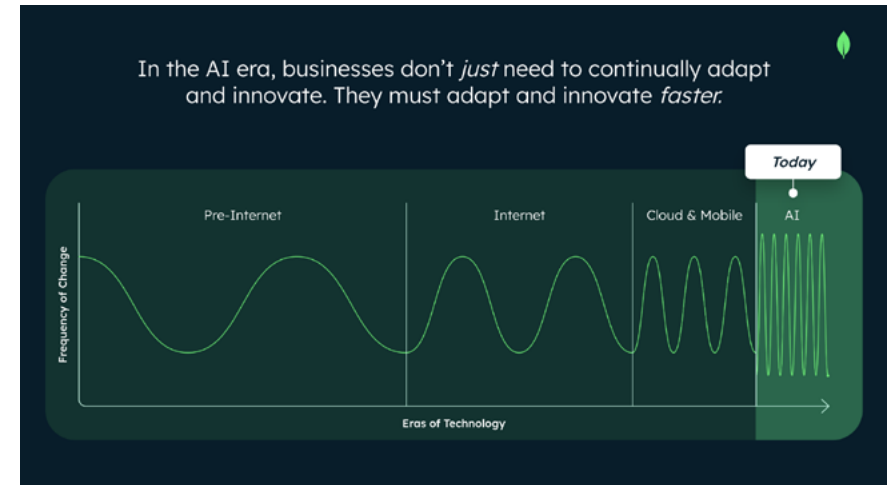 In the AI era, businesses don't just need to continually adapt
and innovate. They must adapt and innovate faster.
Today
Pre-Internet
Internet
Cloud & Mobile
AI
Frequency of Change
Eras of Technology